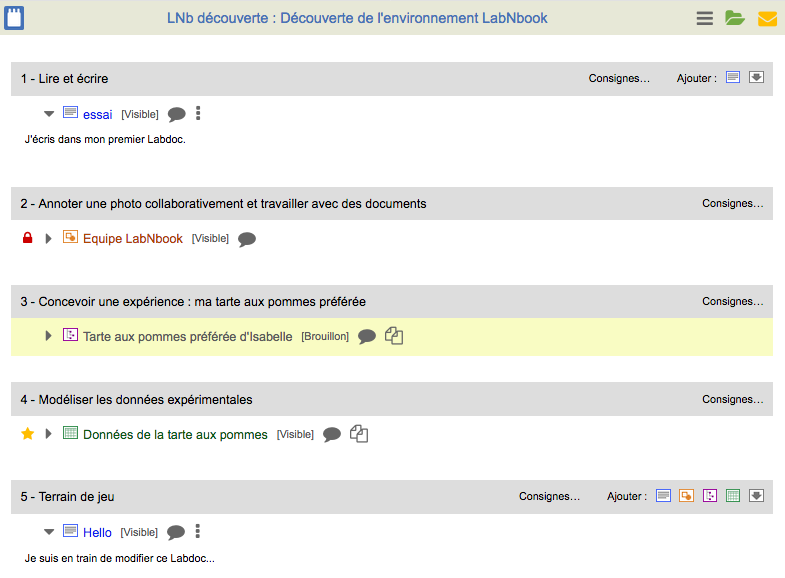 LNb découverte : Découverte de l'environnement LabNbook
1 - Lire et écrire Consignes... Ajouter :
essai [Visible]
J'écris dans mon premier Labdoc.
2 - Annoter une photo collaborativement et travailler avec des documents Consignes...
Equipe LabNbook [Visible]
3 - Concevoir une expérience : ma tarte aux pommes préférée Consignes...
Tarte aux pommes préférée d'Isabelle [Brouillon]
4 - Modéliser les données expérimentales Consignes...
Données de la tarte aux pommes [Visible]
5 - Terrain de jeu Consignes... Ajouter :
Hello [Visible]
Je suis en train de modifier ce Labdoc...